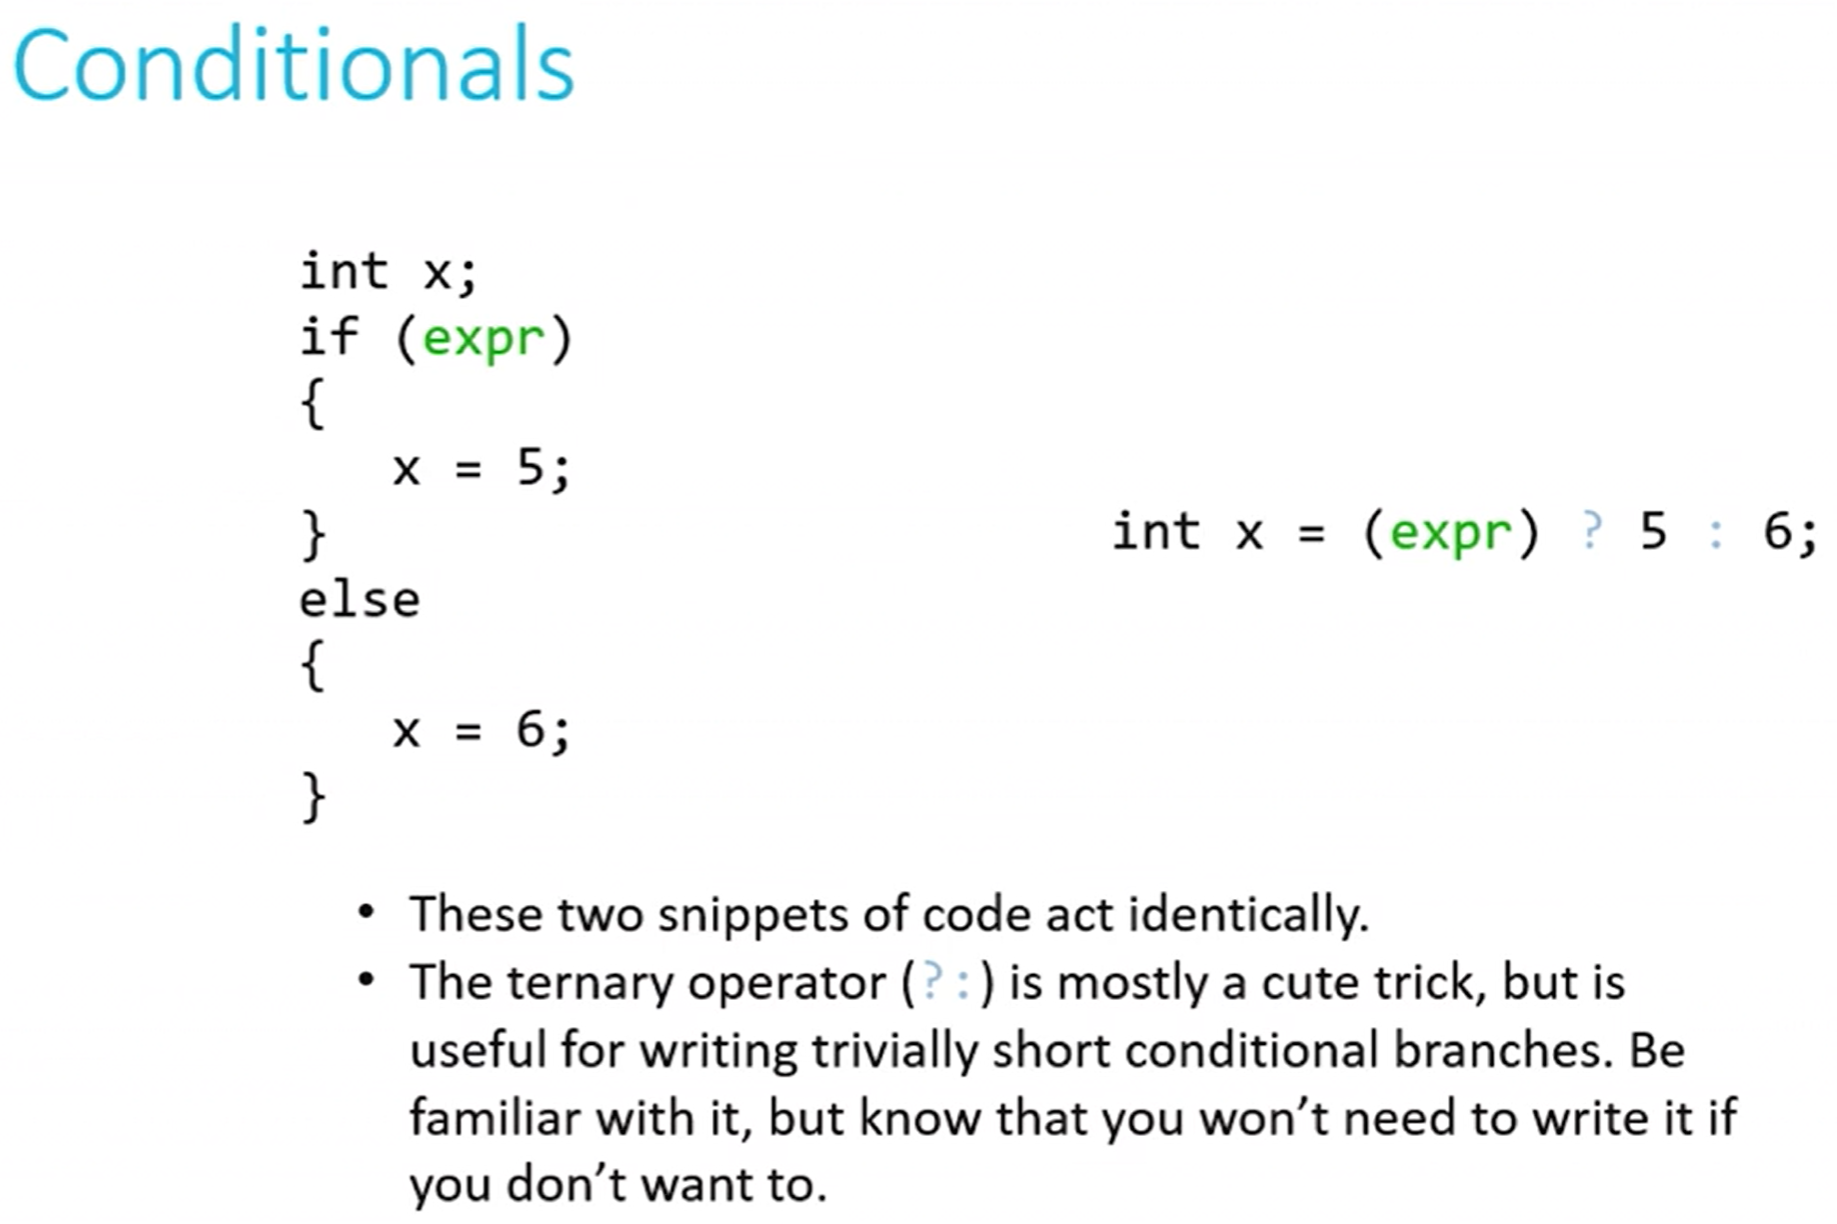 Conditionals
int x;
if (expr)
{
x = 5;
}
else
{
x = 6;
}
int x = (expr) ? 5 : 6;
• These two snippets of code act identically.
• The ternary operator (?:) is mostly a cute trick, but is
useful for writing trivially short conditional branches. Be
familiar with it, but know that you won’t need to write it if
you don’t want to.